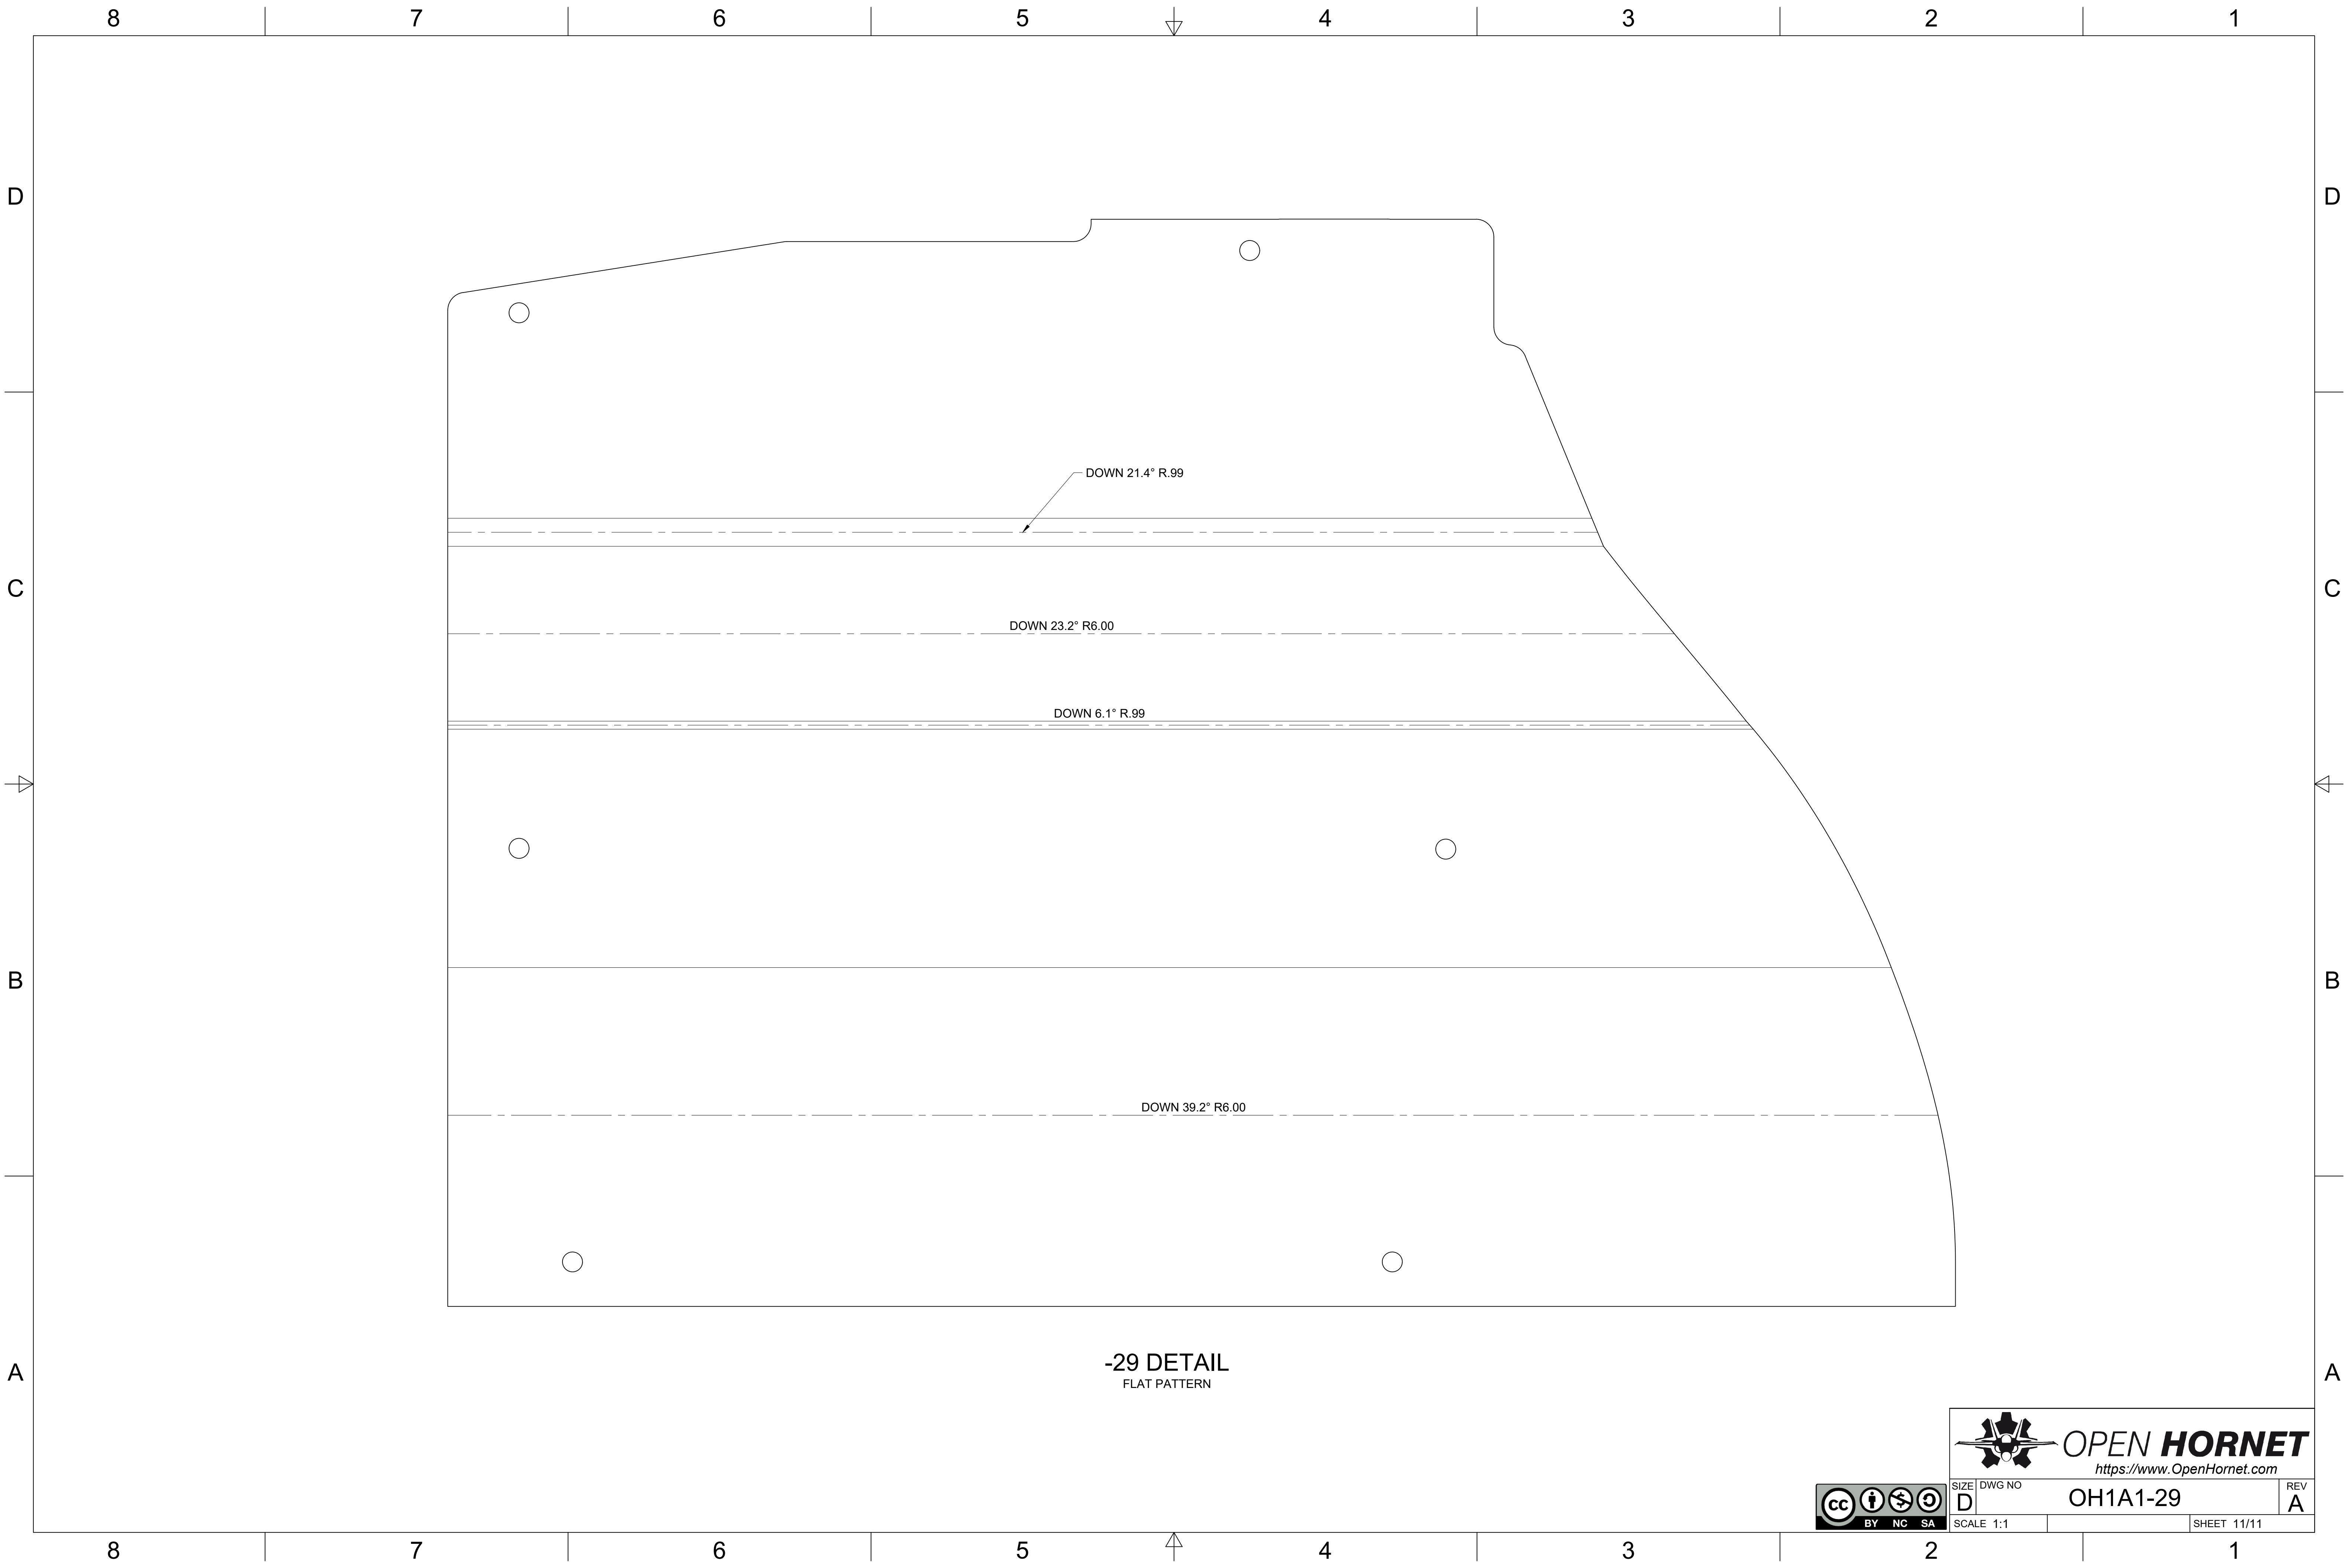 8 7 6 5 4 3 2 1
D D
DOWN 21.4° R.99
C C
DOWN 23.2° R6.00
DOWN 6.1° R.99
B B
DOWN 39.2° R6.00
-29 DETAIL
A A
FLAT PATTERN
OPEN HORNET
https://www.OpenHornet.com
SIZE DWG NO REV
D OH1A1-29 A
cc BY NC SA
SCALE 1:1 SHEET 11/11
8 7 6 5 4 3 2 1